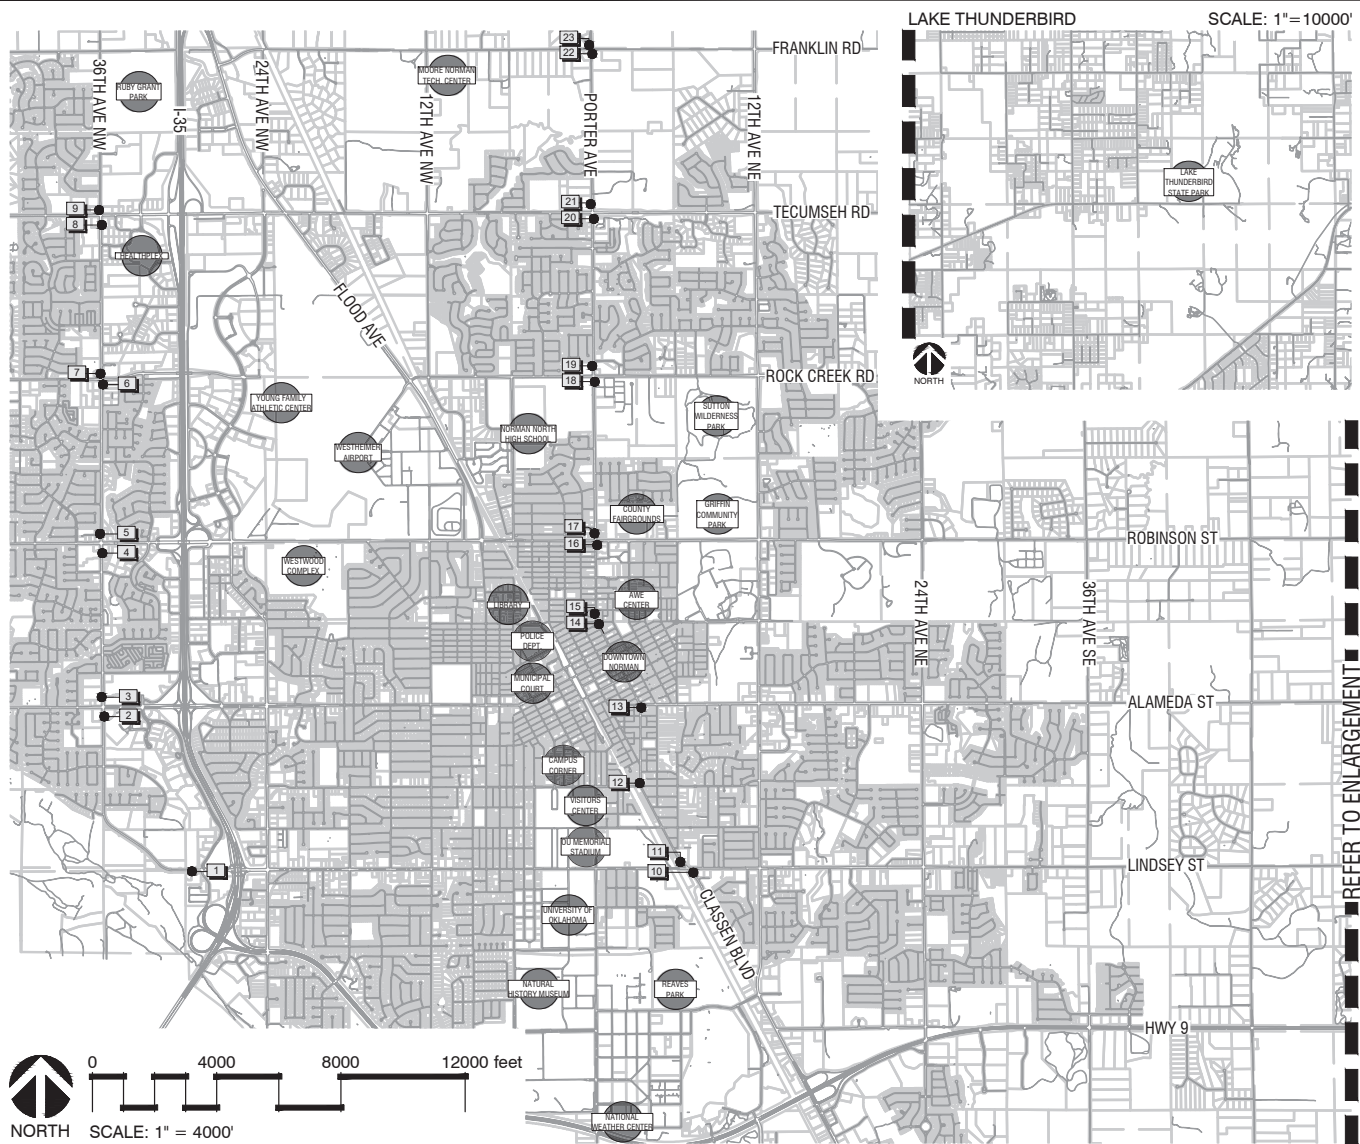 LAKE THUNDERBIRD
SCALE: 1"=10000'
23
22
FRANKLIN RD
RUBY GRANT
PARK
MOORE NORMAN
TECH. CENTER
36TH AVE NW
I-35
24TH AVE NW
12TH AVE NW
PORTER AVE
12TH AVE NE
LAKE
THUNDERBIRD
STATE PARK
9
8
21
20
TECUMSEH RD
HEALTHPLEX
FLOOD AVE
7
6
19
18
ROCK CREEK RD
NORTH
YOUNG FAMILY
ATHLETIC CENTER
SUTTON
WILDERNESS
PARK
NORMAN NORTH
HIGH SCHOOL
WESTHEIMER
AIRPORT
COUNTY
FAIRGROUNDS
GRIFFIN
COMMUNITY
PARK
5
4
17
16
ROBINSON ST
WESTWOOD
COMPLEX
LIBRARY
15
14
AWE
CENTER
24TH AVE NE
36TH AVE SE
POLICE
DEPT.
DOWNTOWN
NORMAN
MUNICIPAL
COURT
3
2
13
ALAMEDA ST
REFER TO ENLARGEMENT
CAMPUS
CORNER
12
VISITORS
CENTER
OU MEMORIAL
STADIUM
11
10
1
LINDSEY ST
CLASSEN BLVD
UNIVERSITY OF
OKLAHOMA
NATURAL
HISTORY MUSEUM
REAVES
PARK
HWY 9
0
4000
8000
12000 feet
NORTH
SCALE: 1" = 4000'
NATIONAL
WEATHER CENTER